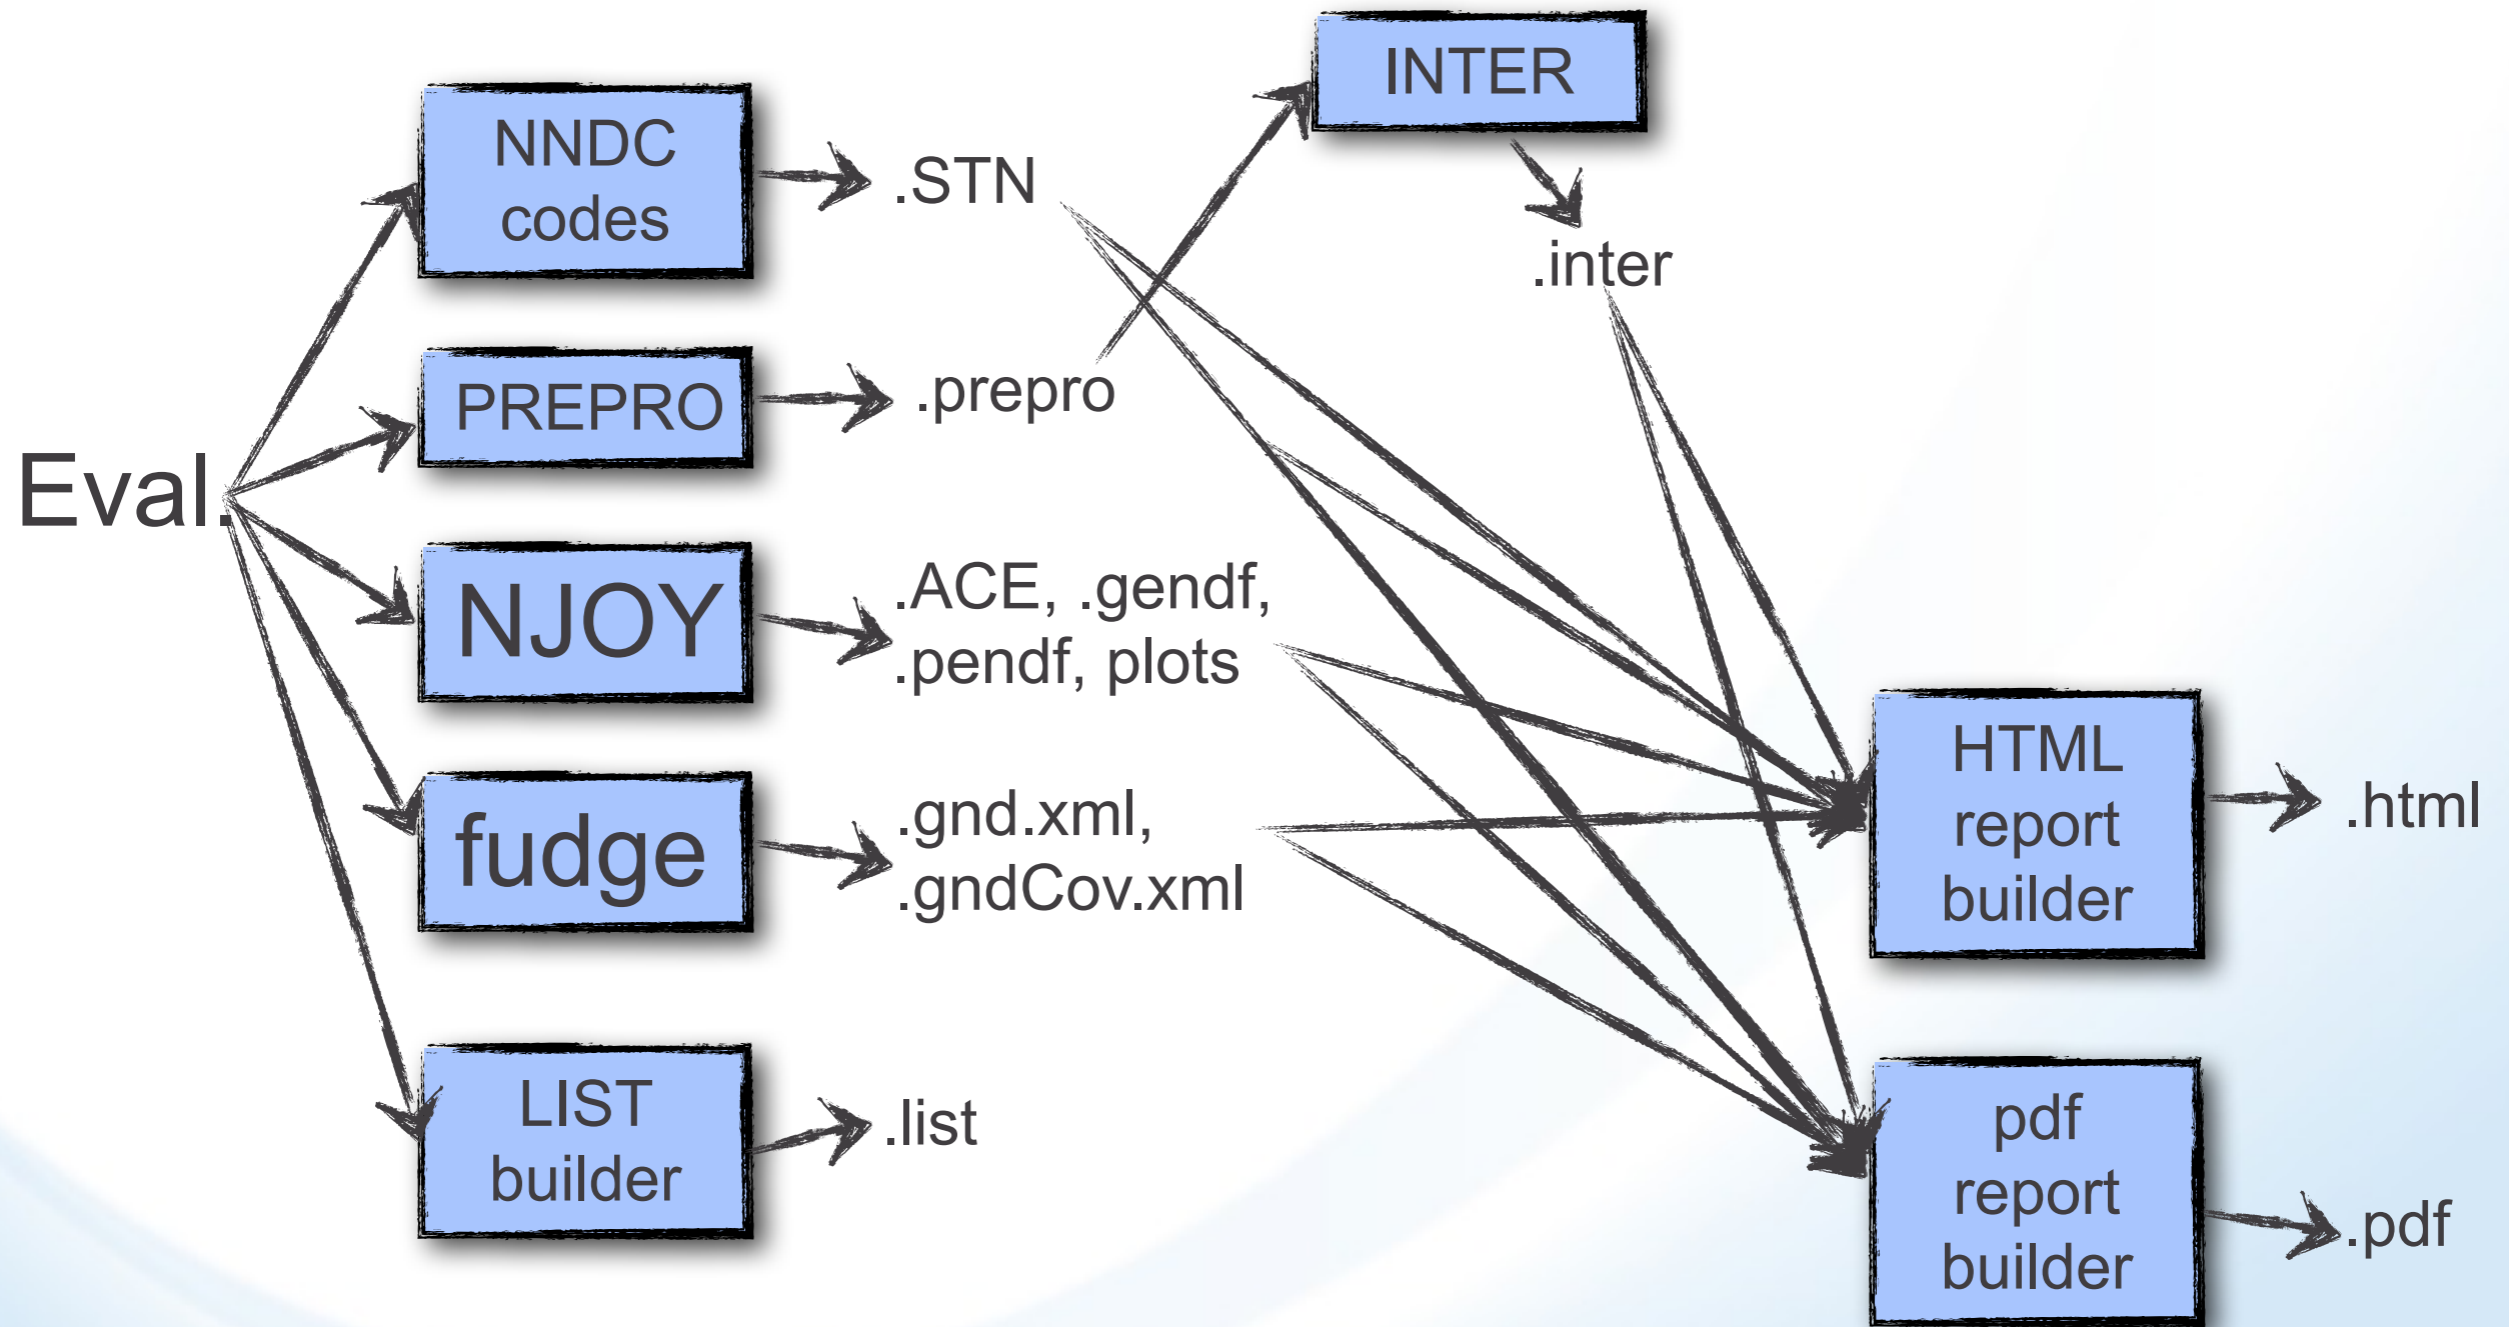 INTER
NNDC
codes
.STN
.inter
PREPRO
.prepro
Eval.
NJOY
.ACE, .gendf,
.pendf, plots
fudge
.gnd.xml,
.gndCov.xml
HTML
report
builder
.html
LIST
builder
.list
pdf
report
builder
.pdf